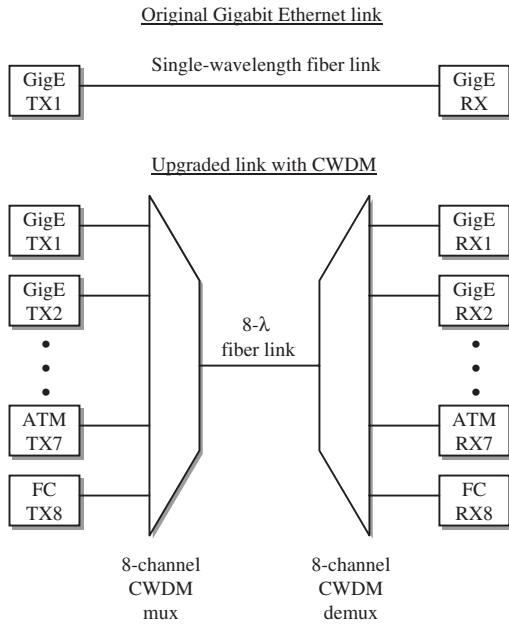 Original Gigabit Ethernet link
Single-wavelength fiber link
GigE
TX1
GigE
RX
Upgraded link with CWDM
GigE
TX1
GigE
RX1
GigE
TX2
GigE
RX2
8-λ
fiber link
ATM
TX7
ATM
RX7
FC
TX8
FC
RX8
8-channel
CWDM
mux
8-channel
CWDM
demux